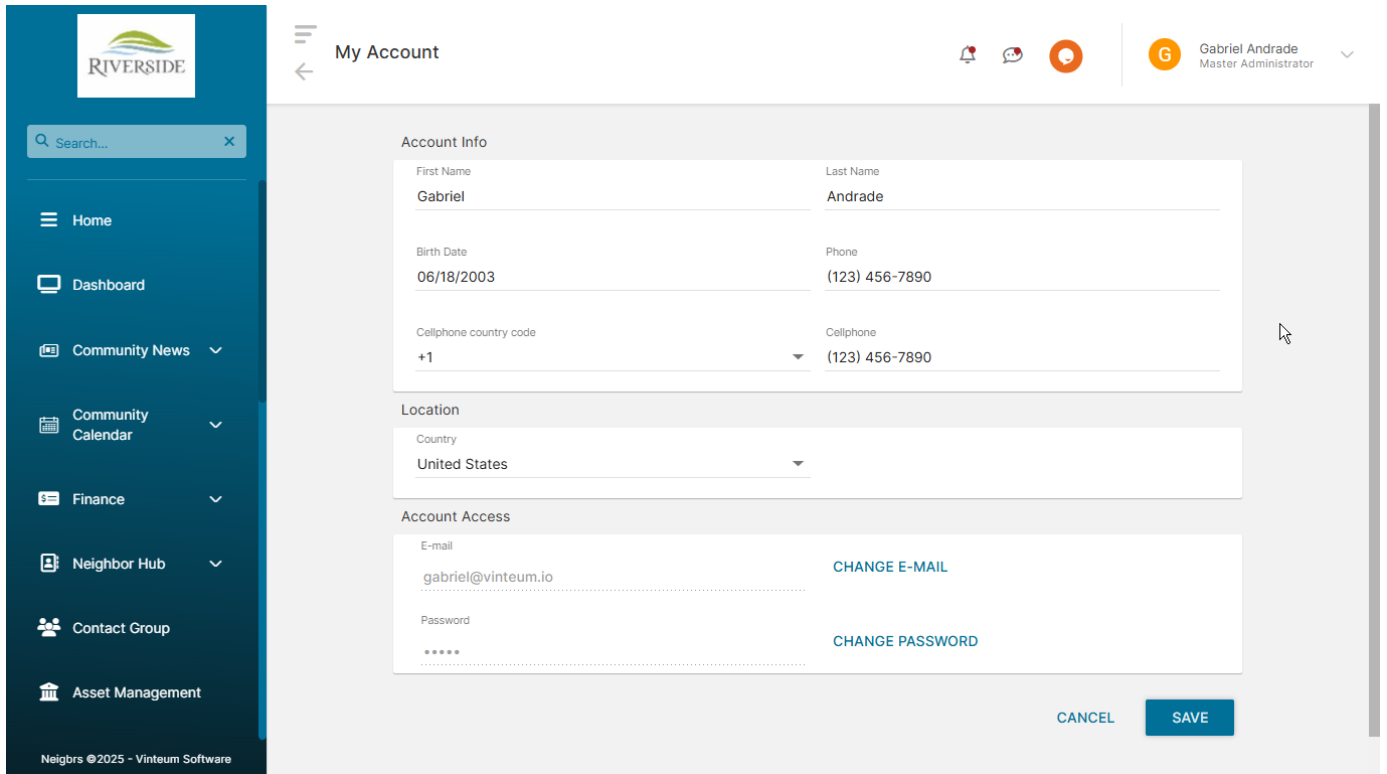 RIVERSIDE
Search...
Home
Dashboard
Community News
Community
Calendar
Finance
Neighbor Hub
Contact Group
Asset Management
Neigbrs ©2025 - Vinteum Software
My Account
G
Gabriel Andrade
Master Administrator
Account Info
First Name
Gabriel
Last Name
Andrade
Birth Date
06/18/2003
Phone
(123) 456-7890
Cellphone country code
+1
Cellphone
(123) 456-7890
Location
Country
United States
Account Access
E-mail
gabriel@vinteum.io
CHANGE E-MAIL
Password
•••••
CHANGE PASSWORD
CANCEL
SAVE